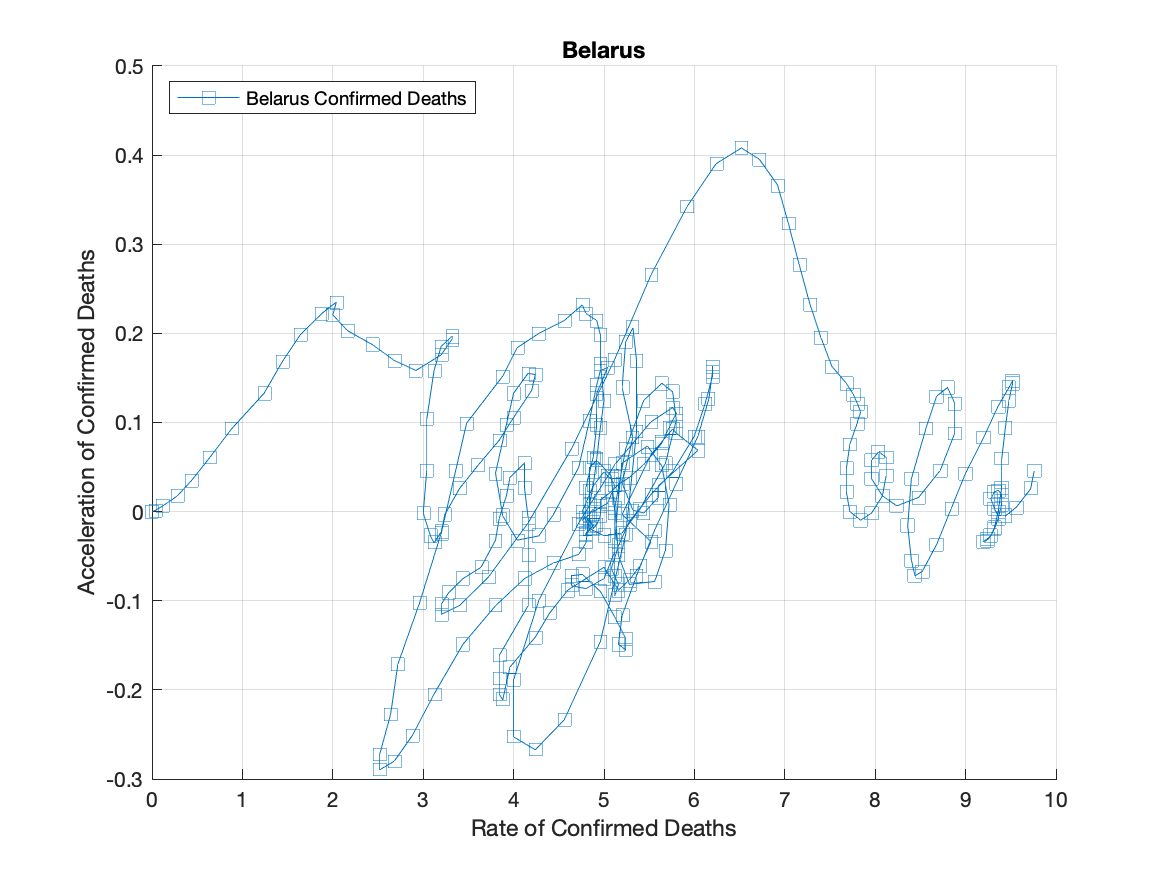 Belarus
Belarus Confirmed Deaths
Acceleration of Confirmed Deaths
0.5
0.4
0.3
0.2
0.1
0
-0.1
-0.2
-0.3
0 1 2 3 4 5 6 7 8 9 10
Rate of Confirmed Deaths